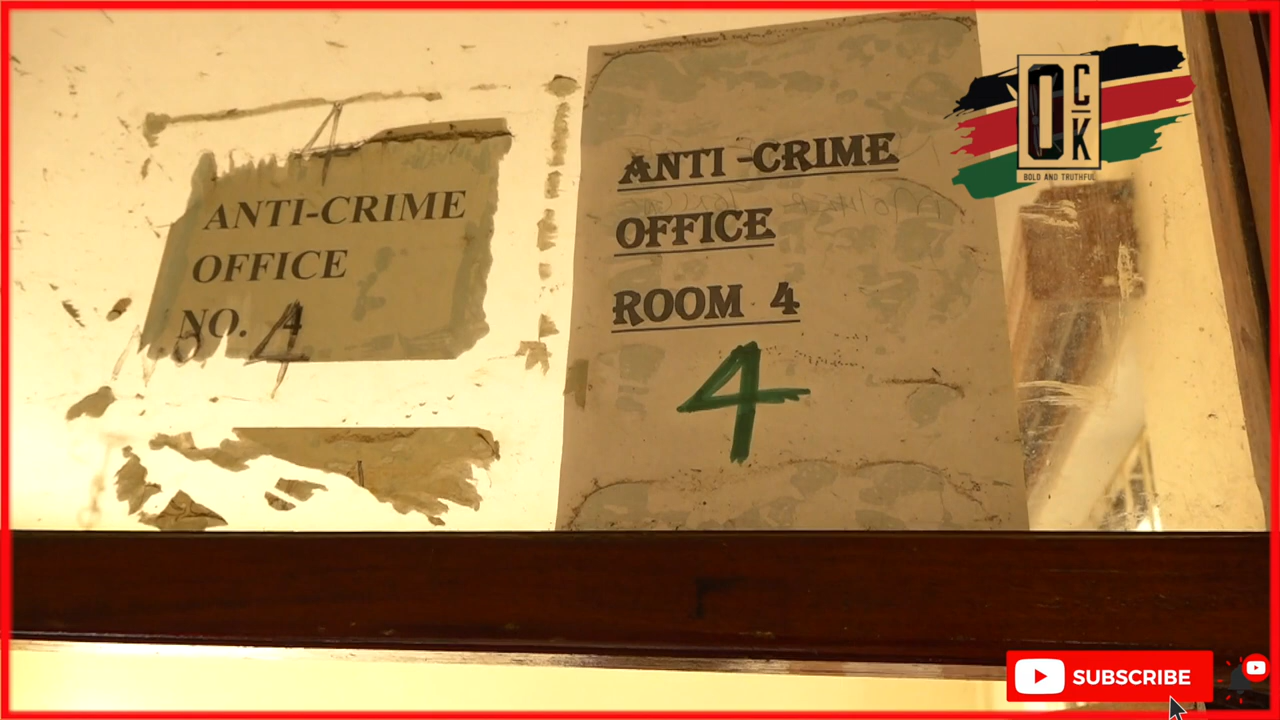 ANTI-CRIME
OFFICE
NO. 4
ANTI -CRIME
OFFICE
ROOM 4
4
OCK
BOLD AND TRUTHFUL
SUBSCRIBE